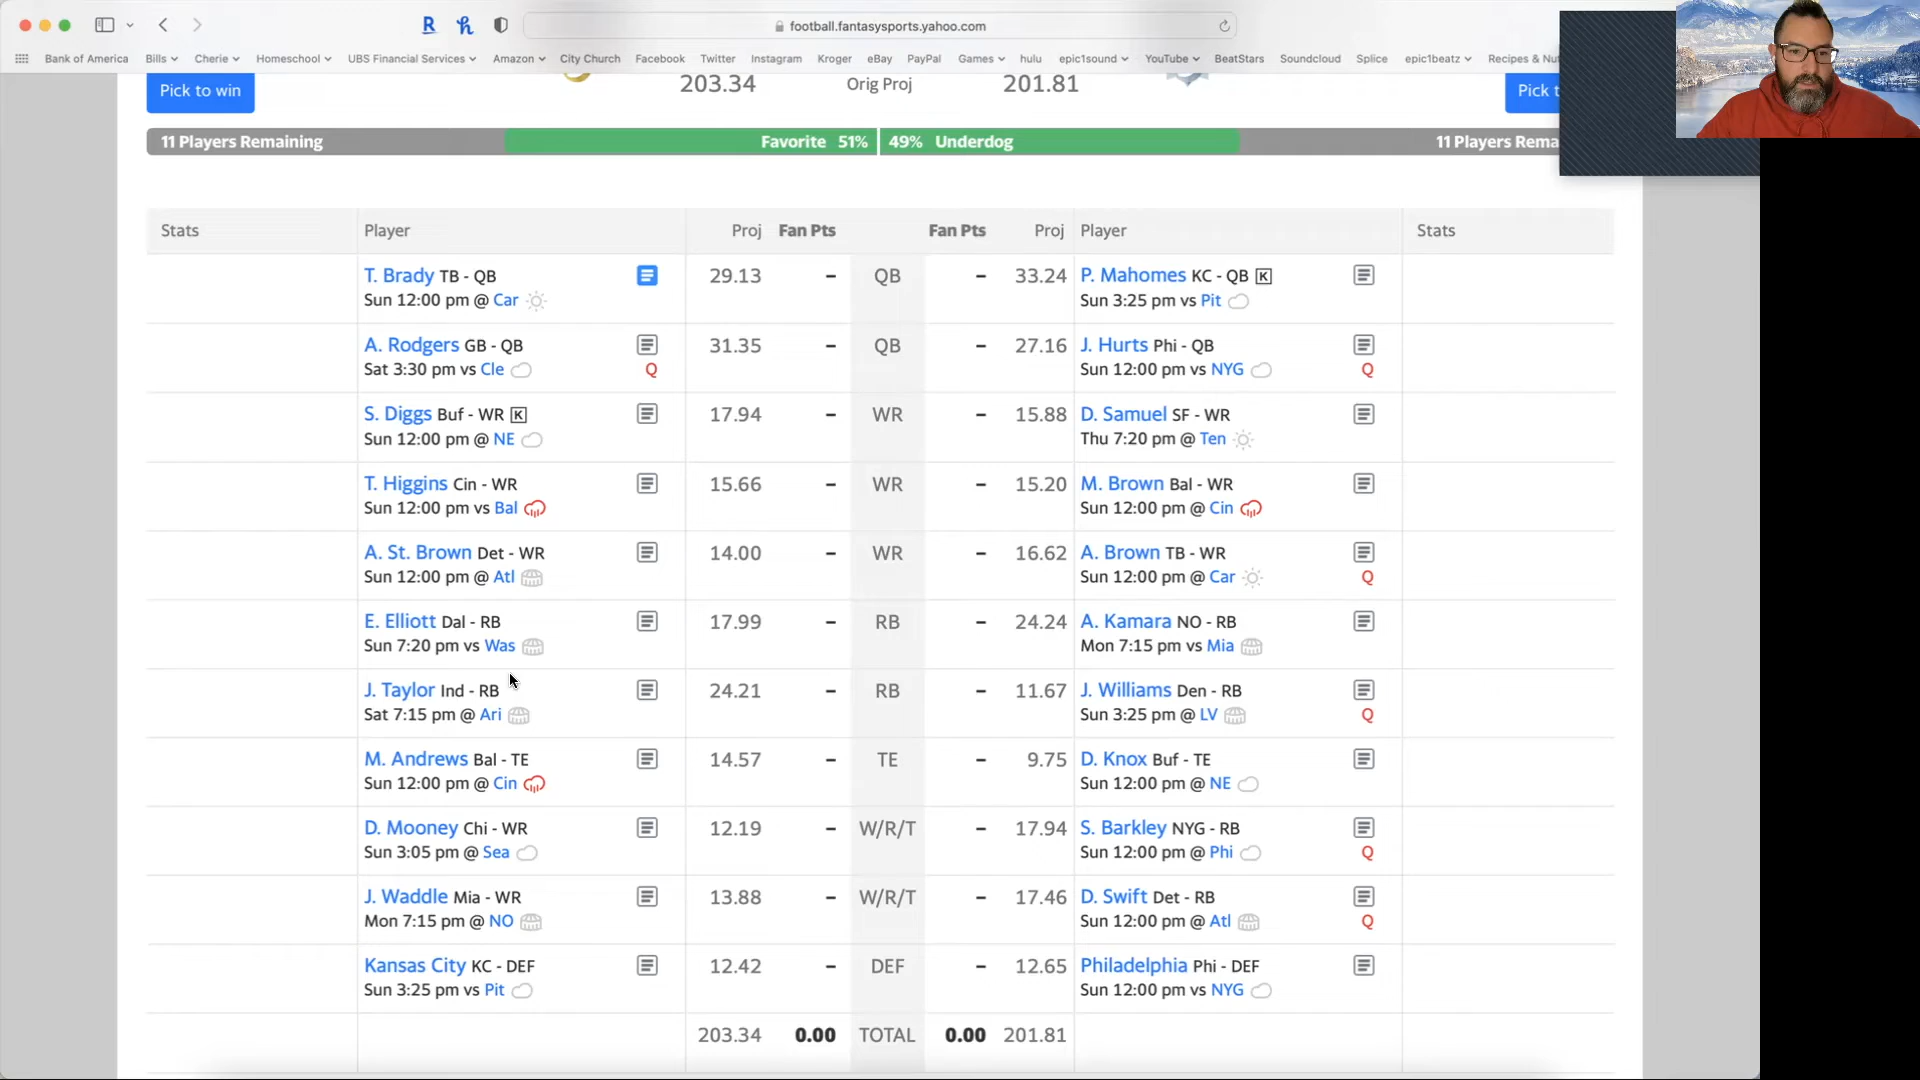 football.fantasysports.yahoo.com
Bank of America Bills Cherie Homeschool UBS Financial Services Amazon City Church Facebook Twitter Instagram Kroger eBay PayPal Games hulu epic1sound YouTube BeatStars Soundcloud Splice epic1beatz Recipes & Nu
Pick to win 203.34 Orig Proj 201.81 Pick t
11 Players Remaining Favorite 51% 49% Underdog 11 Players Rema
Stats Player Proj Fan Pts Fan Pts Proj Player Stats
T. Brady TB - QB 29.13 – QB – 33.24 P. Mahomes KC - QB K
Sun 12:00 pm @ Car Sun 3:25 pm vs Pit
A. Rodgers GB - QB 31.35 – QB – 27.16 J. Hurts Phi - QB
Sat 3:30 pm vs Cle Q Sun 12:00 pm vs NYG Q
S. Diggs Buf - WR K 17.94 – WR – 15.88 D. Samuel SF - WR
Sun 12:00 pm @ NE Thu 7:20 pm @ Ten
T. Higgins Cin - WR 15.66 – WR – 15.20 M. Brown Bal - WR
Sun 12:00 pm vs Bal Sun 12:00 pm @ Cin
A. St. Brown Det - WR 14.00 – WR – 16.62 A. Brown TB - WR
Sun 12:00 pm @ Atl Sun 12:00 pm @ Car Q
E. Elliott Dal - RB 17.99 – RB – 24.24 A. Kamara NO - RB
Sun 7:20 pm vs Was Mon 7:15 pm vs Mia
J. Taylor Ind - RB 24.21 – RB – 11.67 J. Williams Den - RB
Sat 7:15 pm @ Ari Sun 3:25 pm @ LV Q
M. Andrews Bal - TE 14.57 – TE – 9.75 D. Knox Buf - TE
Sun 12:00 pm @ Cin Sun 12:00 pm @ NE
D. Mooney Chi - WR 12.19 – W/R/T – 17.94 S. Barkley NYG - RB
Sun 3:05 pm @ Sea Sun 12:00 pm @ Phi Q
J. Waddle Mia - WR 13.88 – W/R/T – 17.46 D. Swift Det - RB
Mon 7:15 pm @ NO Sun 12:00 pm @ Atl Q
Kansas City KC - DEF 12.42 – DEF – 12.65 Philadelphia Phi - DEF
Sun 3:25 pm vs Pit Sun 12:00 pm vs NYG
203.34 0.00 TOTAL 0.00 201.81